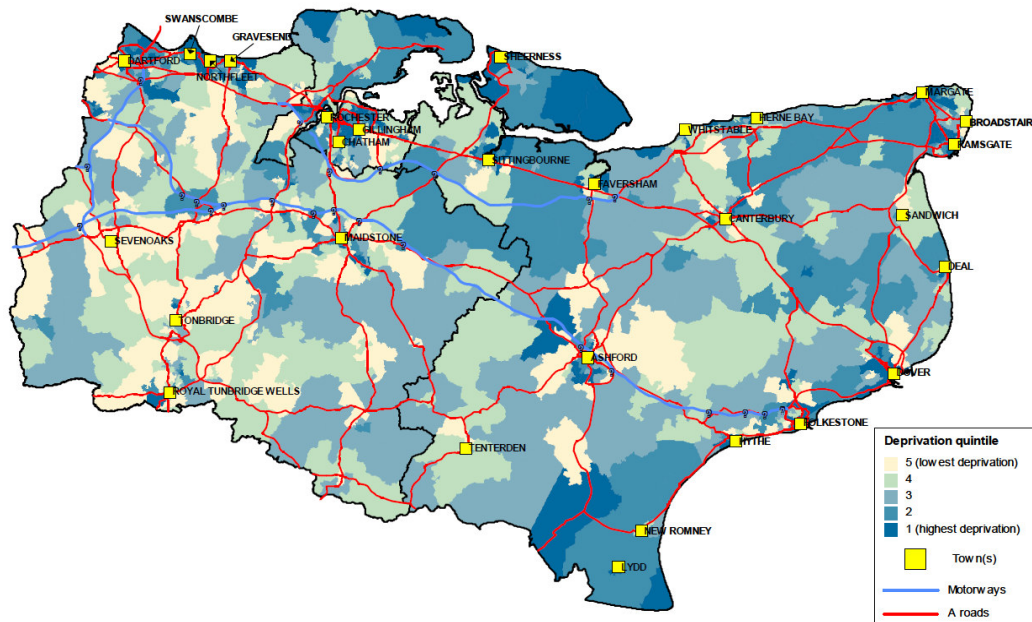 SWANSCOMBE
GRAVESEND
DARTFORD
NORTHFLEET
SHEERNESS
ROCHESTER
GILLINGHAM
CHATHAM
MARGATE
BROADSTAIR
RAMSGATE
HERNE BAY
WHITSTABLE
SITTINGBOURNE
FAVERSHAM
CANTERBURY
SANDWICH
SEVENOAKS
MAIDSTONE
DEAL
TONBRIDGE
ASHFORD
DOVER
ROYAL TUNBRIDGE WELLS
FOLKESTONE
HYTHE
TENTERDEN
NEW ROMNEY
LYDD
Deprivation quintile
5 (lowest deprivation)
4
3
2
1 (highest deprivation)
Town(s)
Motorways
A roads